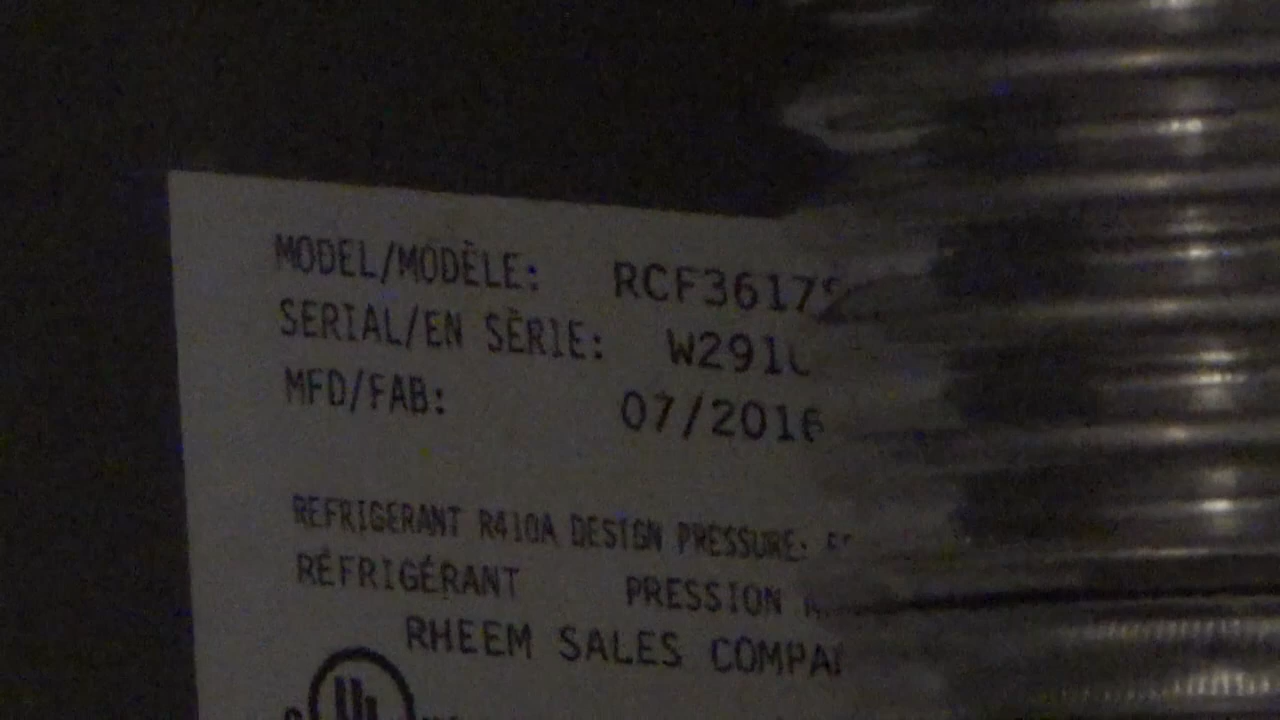 MODEL/MODÈLE: RCF3617
SERIAL/EN SÈRIE: W291
MFD/FAB: 07/2016
REFRIGERANT R410A DESIGN PRESSURE:
RÉFRIGÉRANT PRESSION
RHEEM SALES
UL